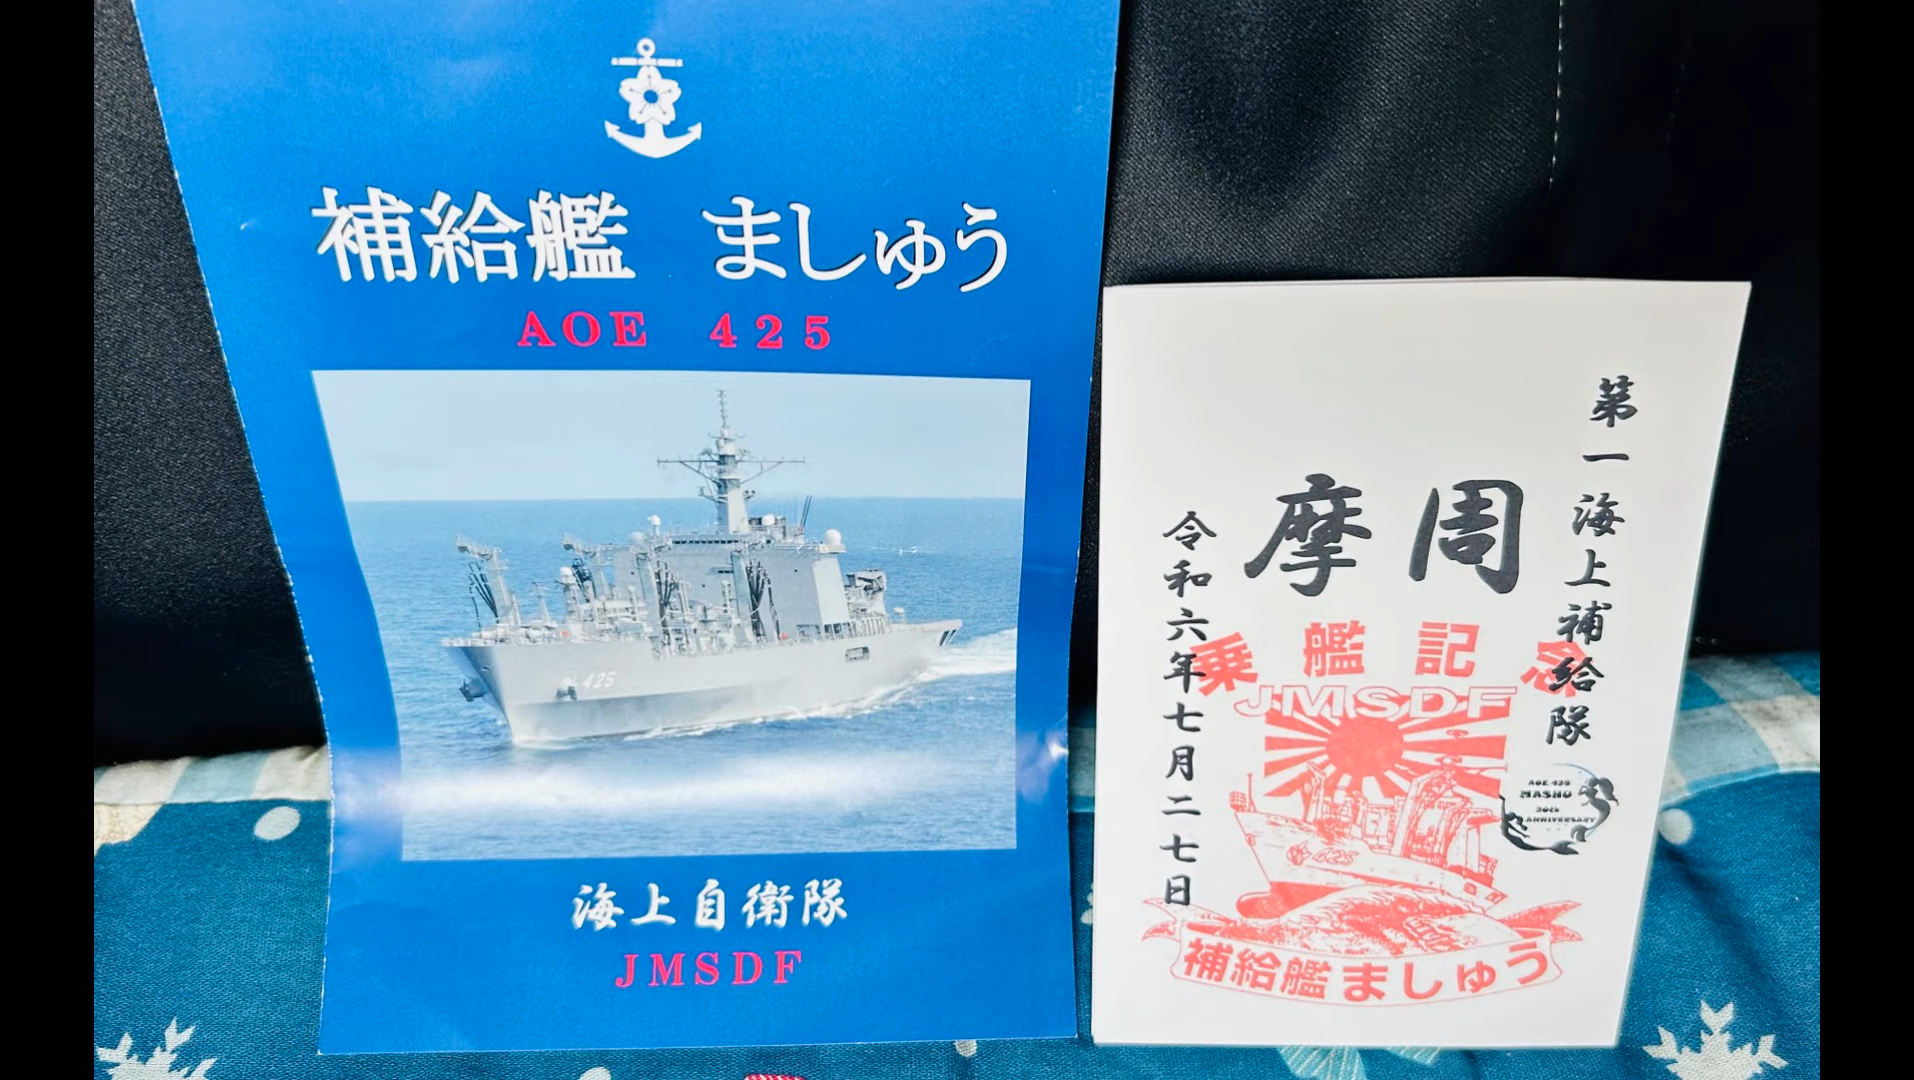 補給艦 ましゅう
AOE 425
425
海上自衛隊
JMSDF
第一海上補給隊
摩周
令和六年七月二七日
乗艦記念
JMSDF
425
AOE 425
MASHU
20th
ANNIVERSARY
補給艦ましゅう